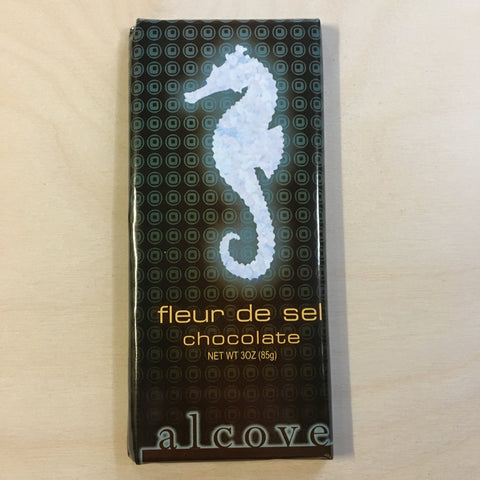 fleur de sel
chocolate
NET WT 3OZ (85g)
alcove